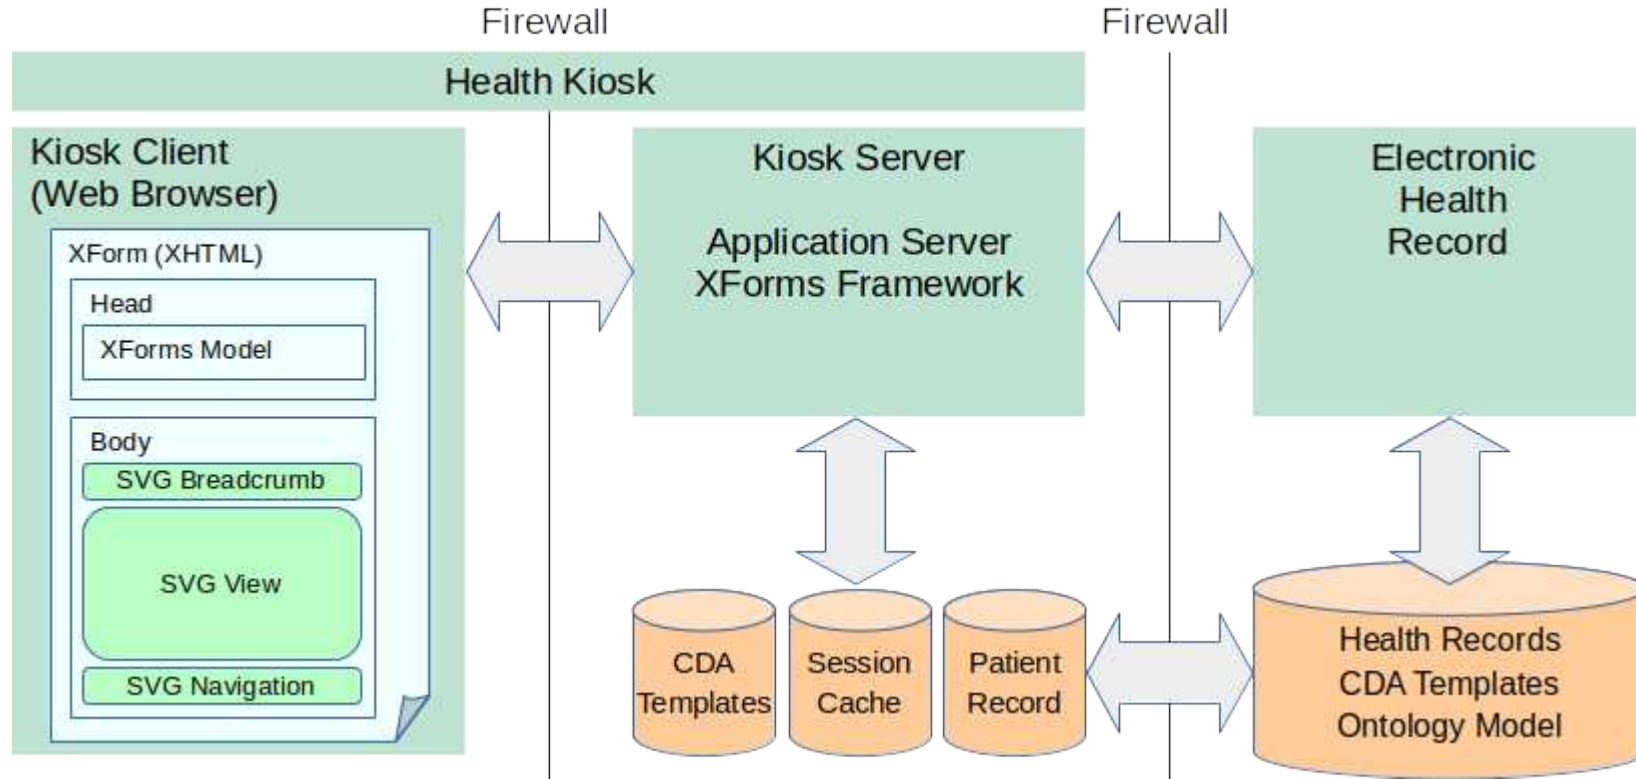 Firewall
Firewall
Health Kiosk
Kiosk Client
(Web Browser)
XForm (XHTML)
Head
XForms Model
Body
SVG Breadcrumb
SVG View
SVG Navigation
Kiosk Server
Application Server
XForms Framework
CDA
Templates
Session
Cache
Patient
Record
Electronic
Health
Record
Health Records
CDA Templates
Ontology Model